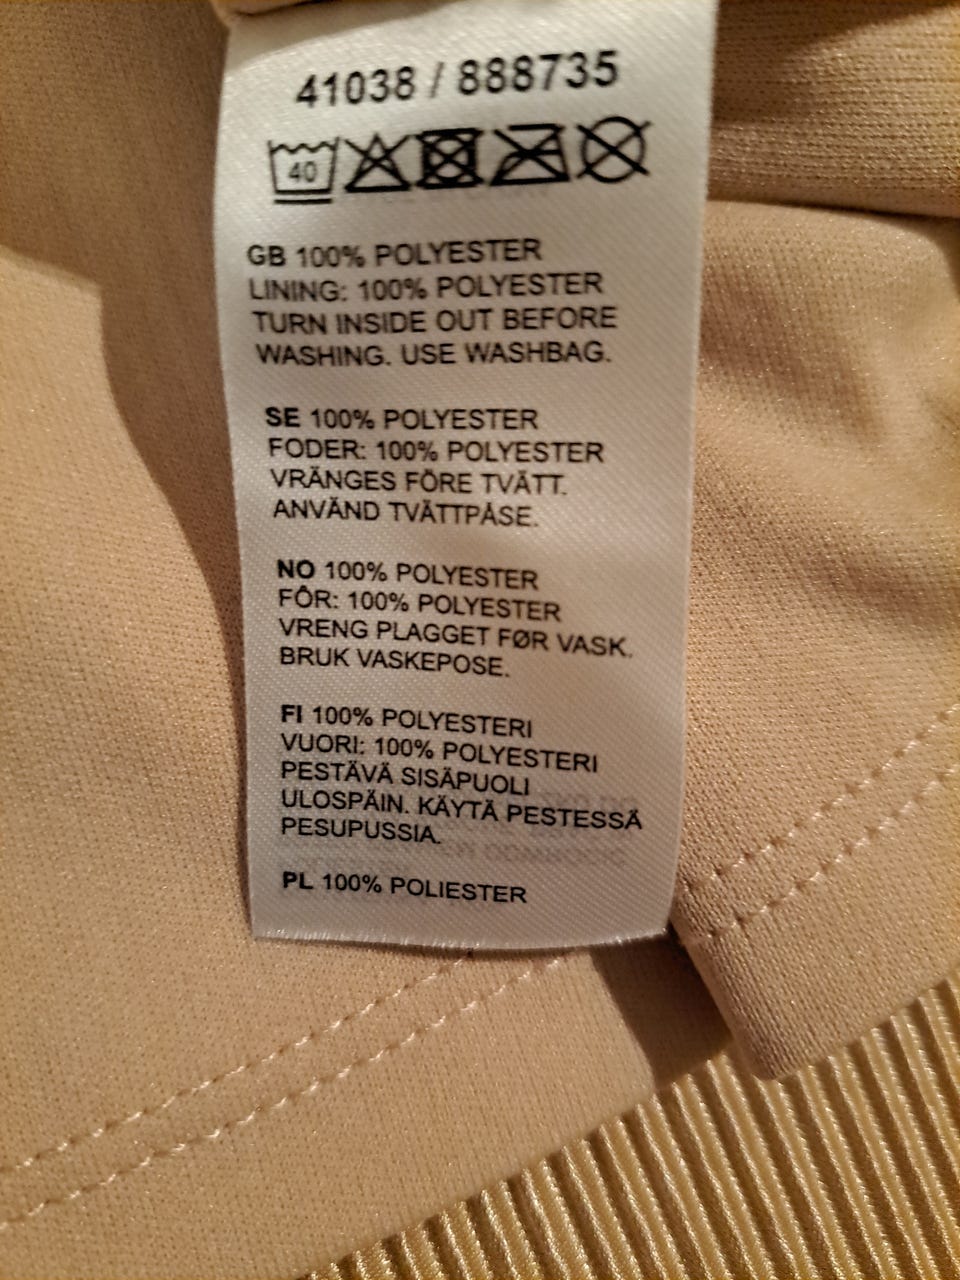 41038 / 888735
40
GB 100% POLYESTER
LINING: 100% POLYESTER
TURN INSIDE OUT BEFORE
WASHING. USE WASHBAG.
SE 100% POLYESTER
FODER: 100% POLYESTER
VRÄNGES FÖRE TVÄTT.
ANVÄND TVÄTTPÅSE.
NO 100% POLYESTER
FÔR: 100% POLYESTER
VRENG PLAGGET FØR VASK.
BRUK VASKEPOSE.
FI 100% POLYESTERI
VUORI: 100% POLYESTERI
PESTÄVÄ SISÄPUOLI
ULOSPÄIN. KÄYTÄ PESTESSÄ
PESUPUSSIA.
PL 100% POLIESTER